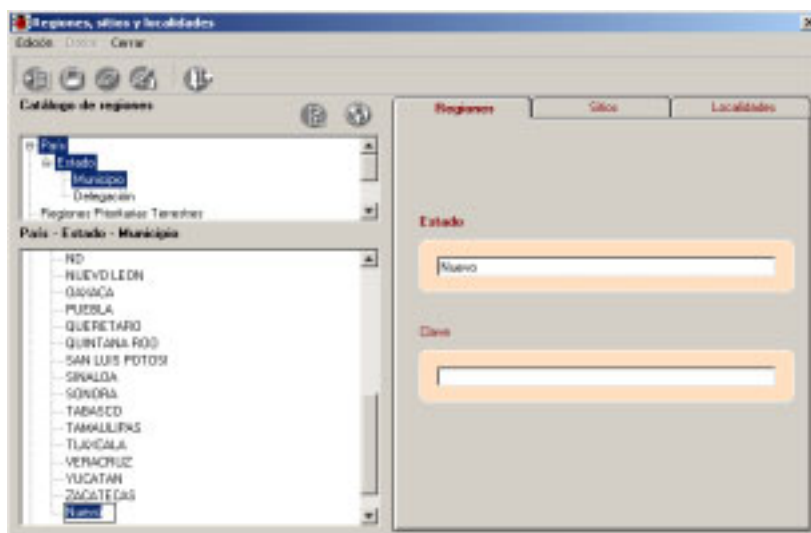 Regiones, sitios y localidades
Edición Datos Cerrar
Catálogo de regiones
País
Estado
Municipio
Delegación
Regiones Prioritarias Terrestres
País - Estado - Municipio
ND
NUEVO LEON
OAXACA
PUEBLA
QUERETARO
QUINTANA ROO
SAN LUIS POTOSI
SINALOA
SONORA
TABASCO
TAMAULIPAS
TLAXCALA
VERACRUZ
YUCATAN
ZACATECAS
Nuevo
Regiones Sitios Localidades
Estado
Nuevo
Clave